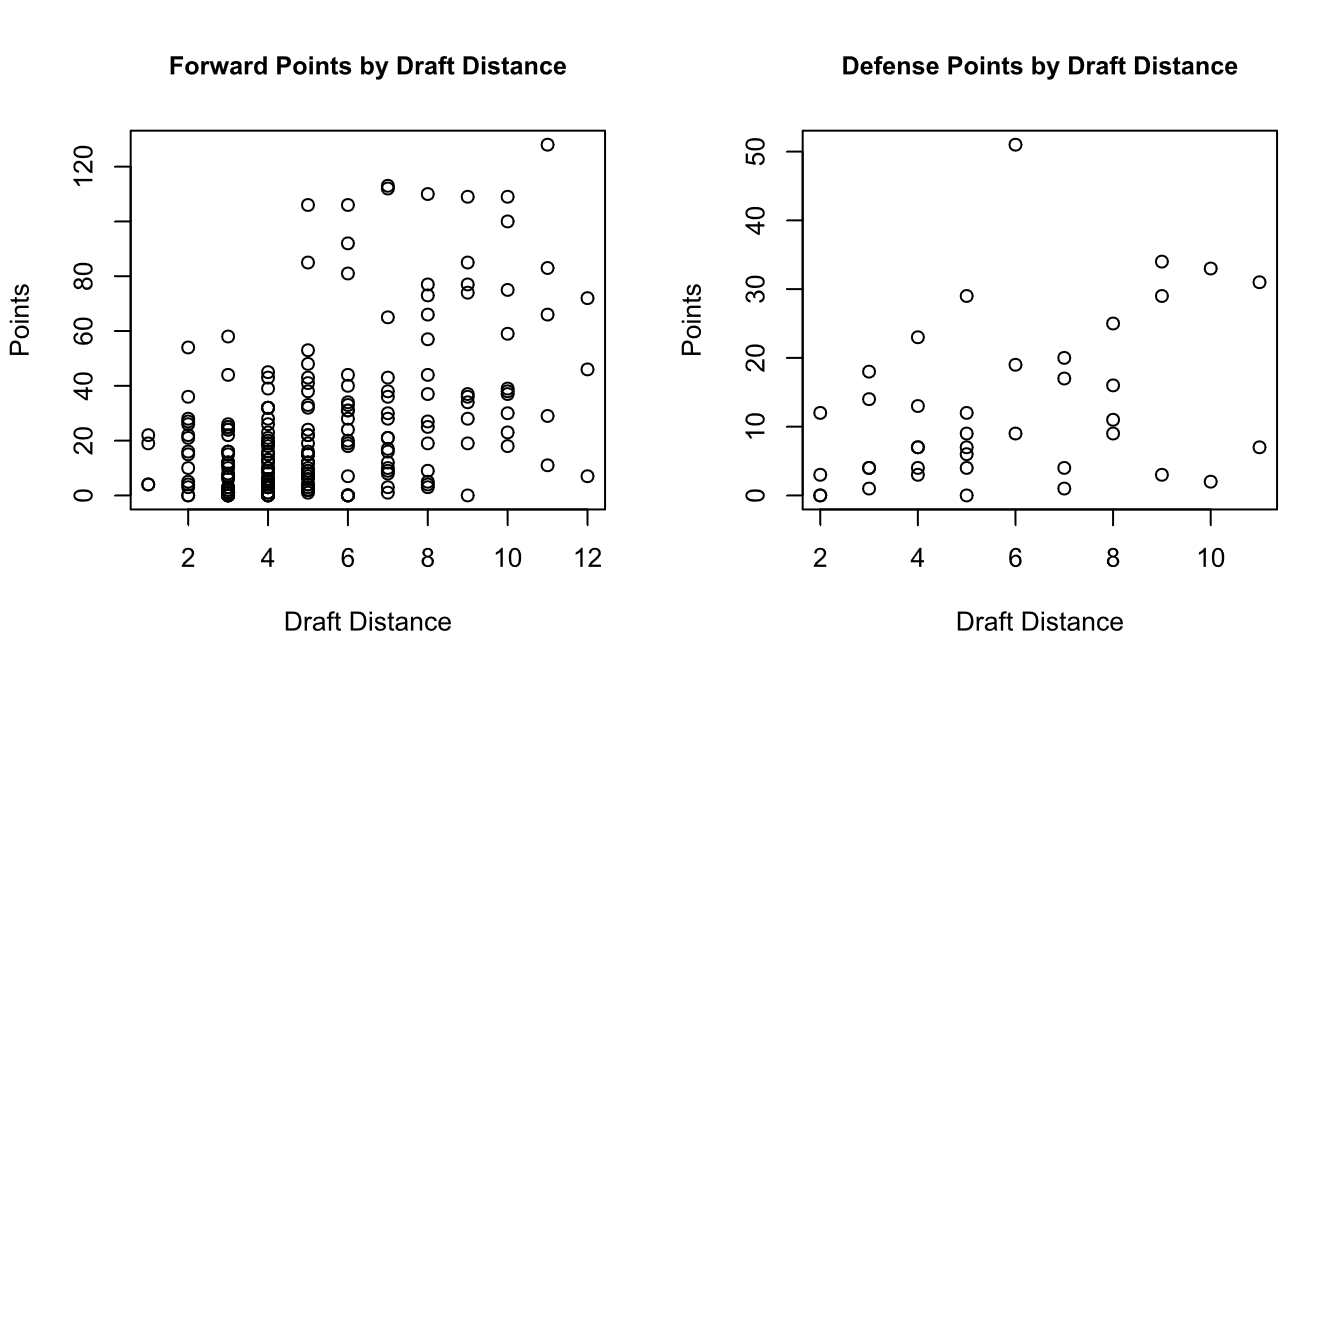 Forward Points by Draft Distance
Points
0 20 40 60 80 120
2 4 6 8 10 12
Draft Distance
Defense Points by Draft Distance
Points
0 10 20 30 40 50
2 4 6 8 10
Draft Distance